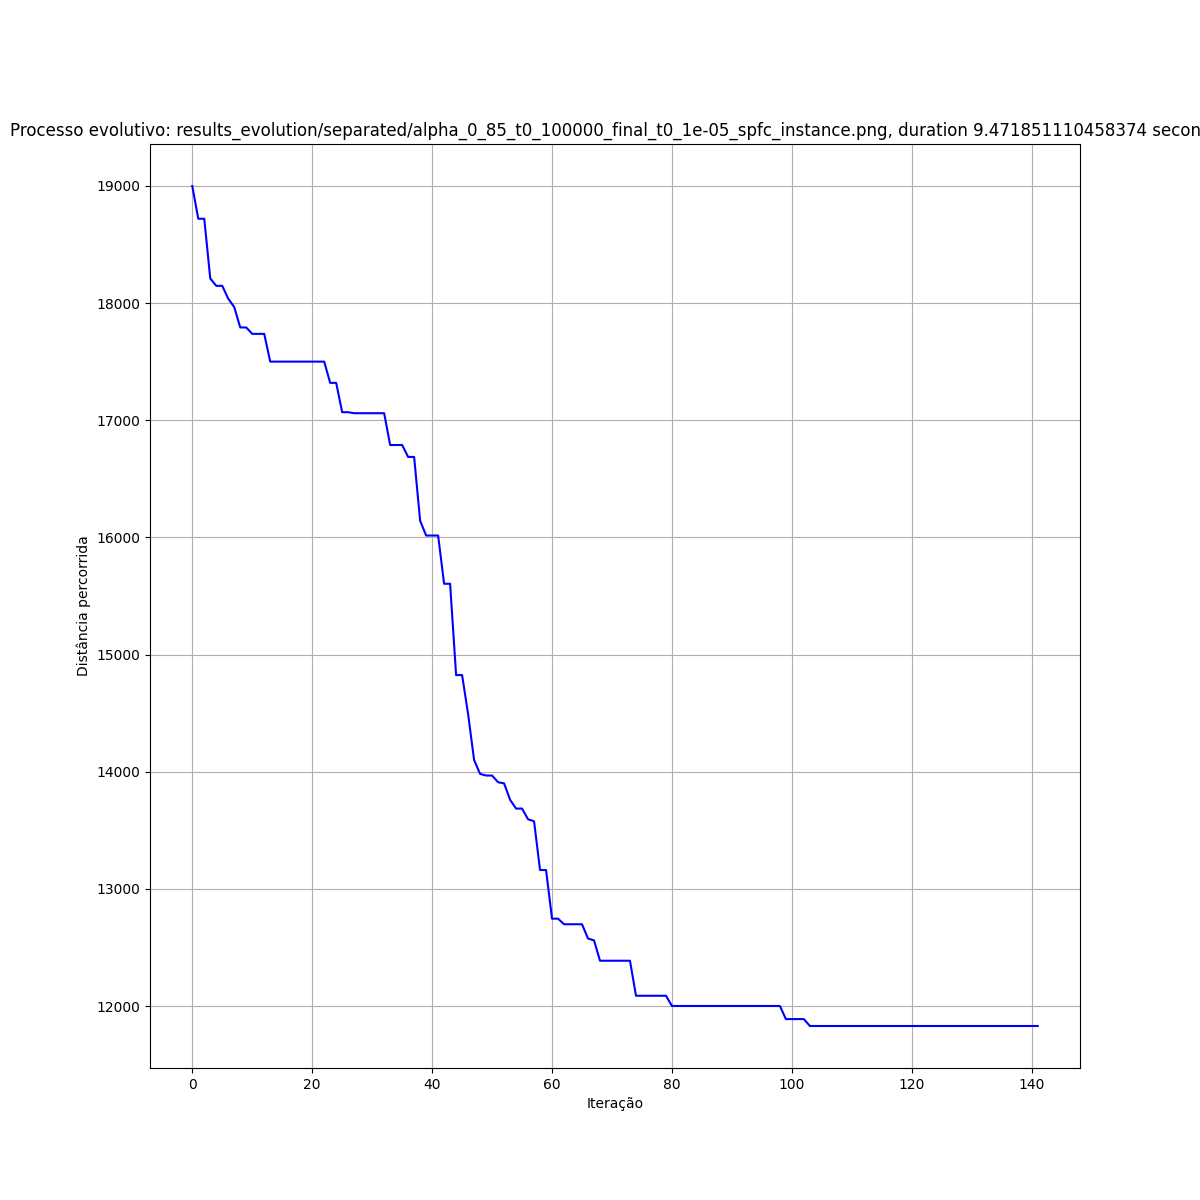 Processo evolutivo: results_evolution/separated/alpha_0_85_t0_100000_final_t0_1e-05_spfc_instance.png, duration 9.471851110458374 secon
19000
18000
17000
16000
15000
14000
13000
12000
Distância percorrida
0 20 40 60 80 100 120 140
Iteração